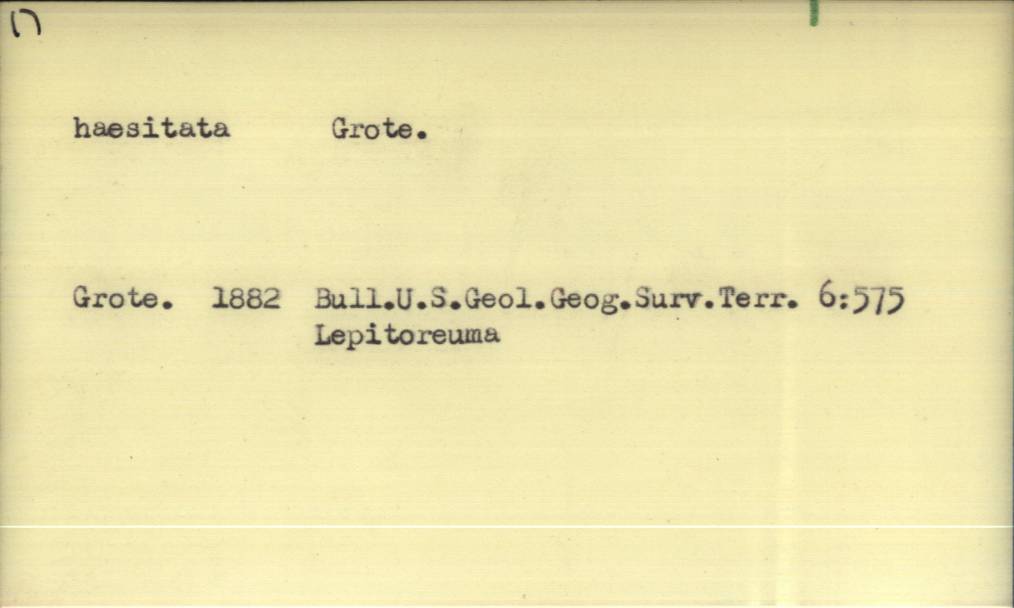 haesitata Grote.
Grote. 1882 Bull.U.S.Geol.Geog.Surv.Terr. 6:575
Lepitoreuma